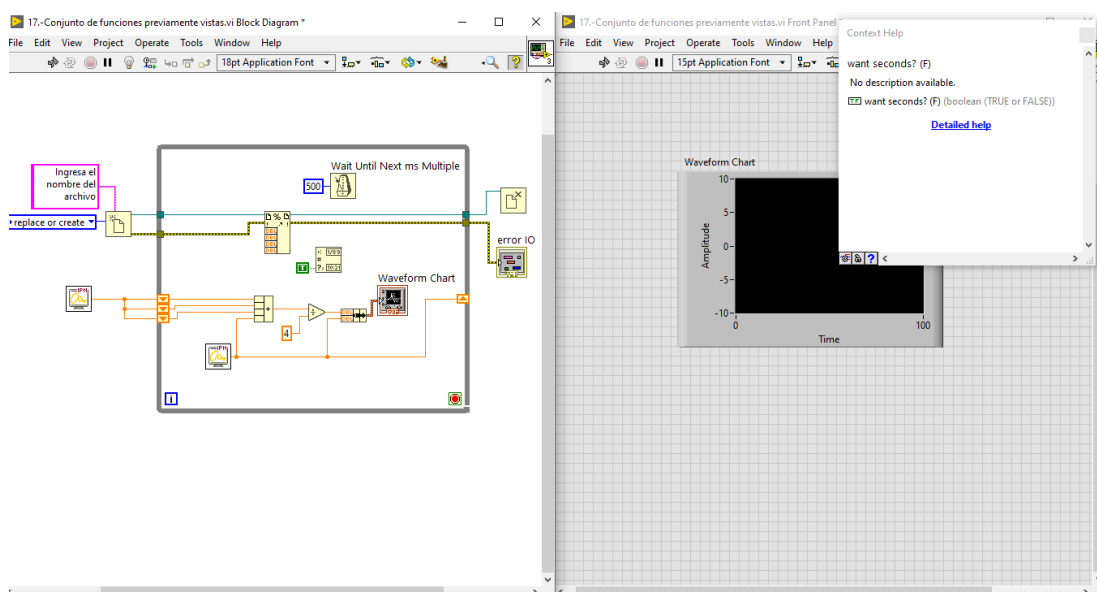 17.-Conjunto de funciones previamente vistas.vi Block Diagram *
File Edit View Project Operate Tools Window Help
18pt Application Font
3
Ingresa el
nombre del
archivo
replace or create
Wait Until Next ms Multiple
500
error IO
Waveform Chart
4
i
17.-Conjunto de funciones previamente vistas.vi Front Panel
File Edit View Project Operate Tools Window Help
15pt Application Font
Waveform Chart
10
5
0
-5
-10
Amplitude
0
100
Time
Context Help
want seconds? (F)
No description available.
TF want seconds? (F) (boolean (TRUE or FALSE))
Detailed help